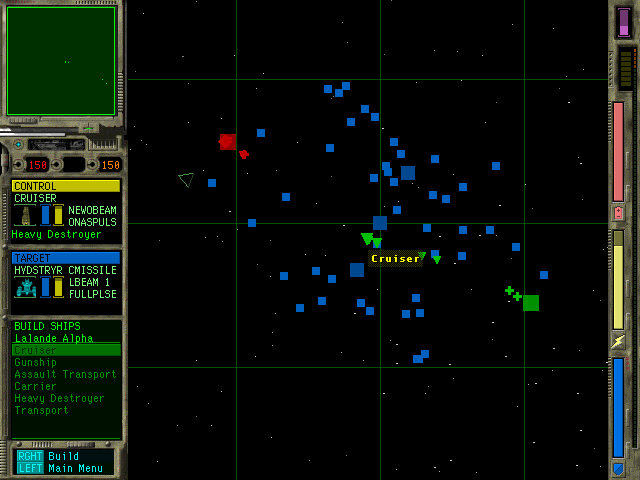 150 150
CONTROL
CRUISER
NEWOBEAM
ONASPULS
Heavy Destroyer
TARGET
HVDSTRYR CMISSILE
LBEAM 1
FULLPLSE
BUILD SHIPS
Lalande Alpha
Cruiser
Gunship
Assault Transport
Carrier
Heavy Destroyer
Transport
RGHT Build
LEFT Main Menu
Cruiser